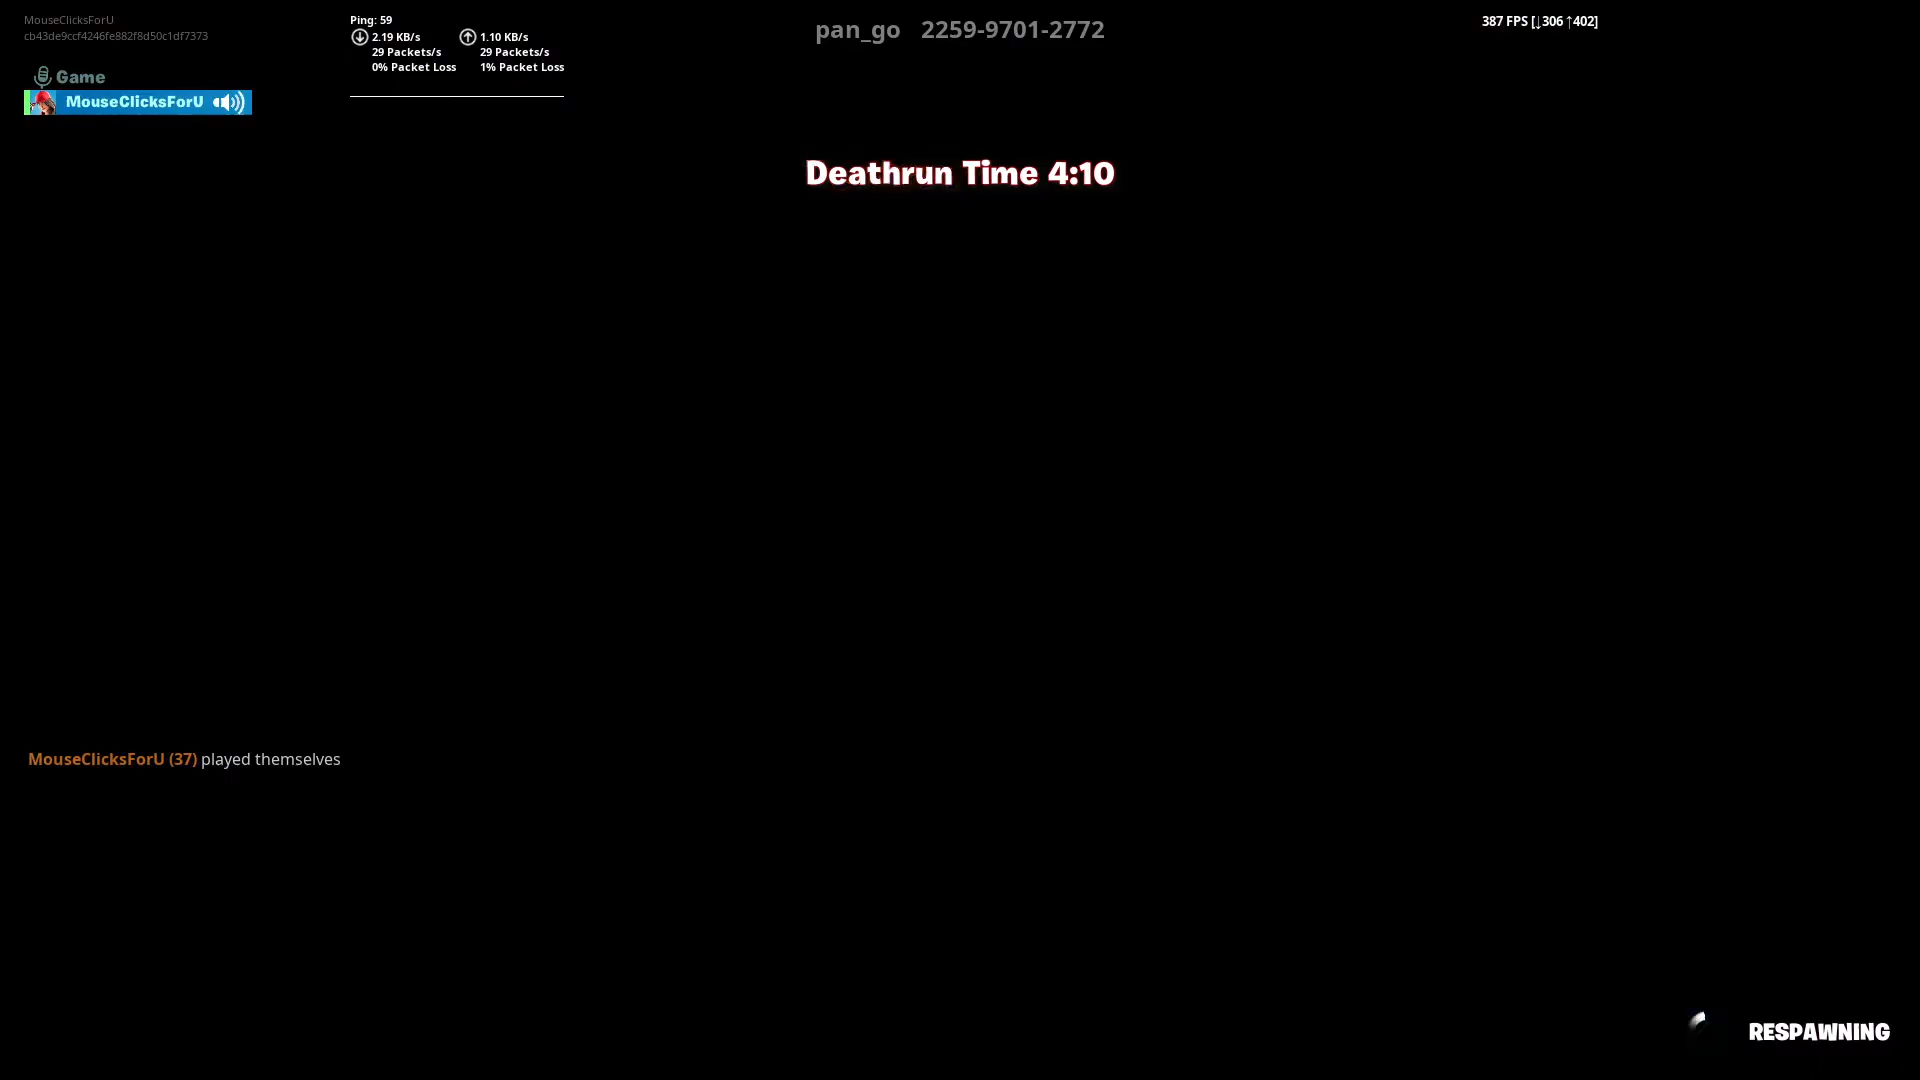 MouseClicksForU
cb43de9ccf4246fe882f8d50c1df7373
Game
MouseClicksForU
Ping: 59
2.19 KB/s 1.10 KB/s
29 Packets/s 29 Packets/s
0% Packet Loss 1% Packet Loss
pan_go 2259-9701-2772
387 FPS [↓306 ↑402]
Deathrun Time 4:10
MouseClicksForU (37) played themselves
RESPAWNING